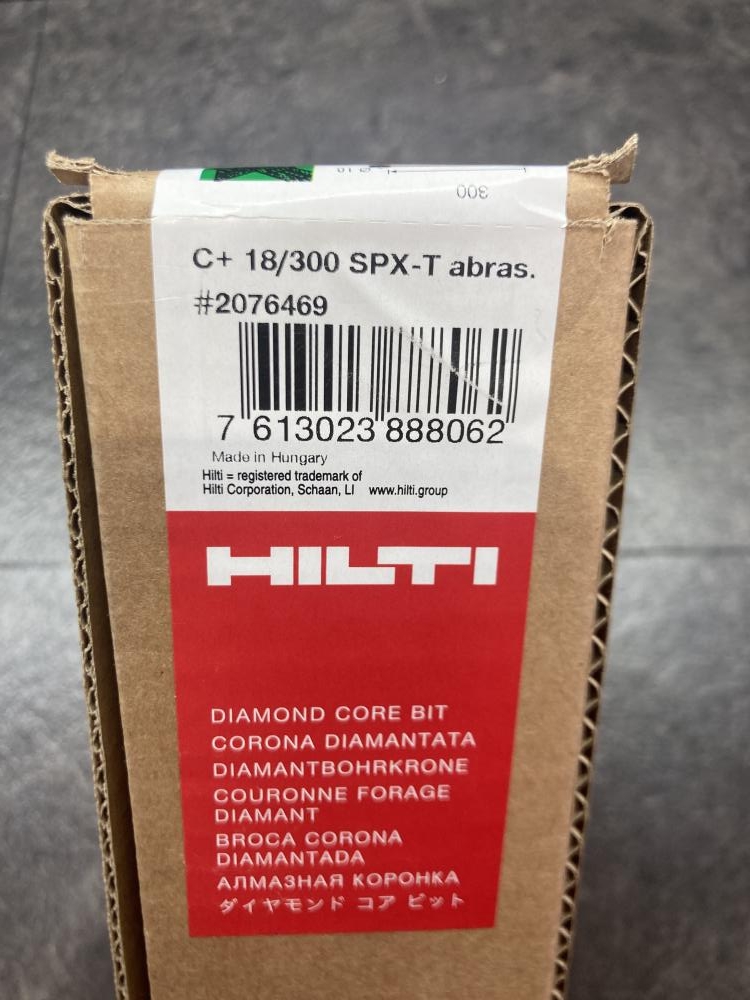 300
C+ 18/300 SPX-T abras.
#2076469
7 613023 888062
Made in Hungary
Hilti = registered trademark of
Hilti Corporation, Schaan, LI www.hilti.group
HILTI
DIAMOND CORE BIT
CORONA DIAMANTATA
DIAMANTBOHRKRONE
COURONNE FORAGE
DIAMANT
BROCA CORONA
DIAMANTADA
АЛМАЗНАЯ КОРОНКА
ダイヤモンド コア ビット